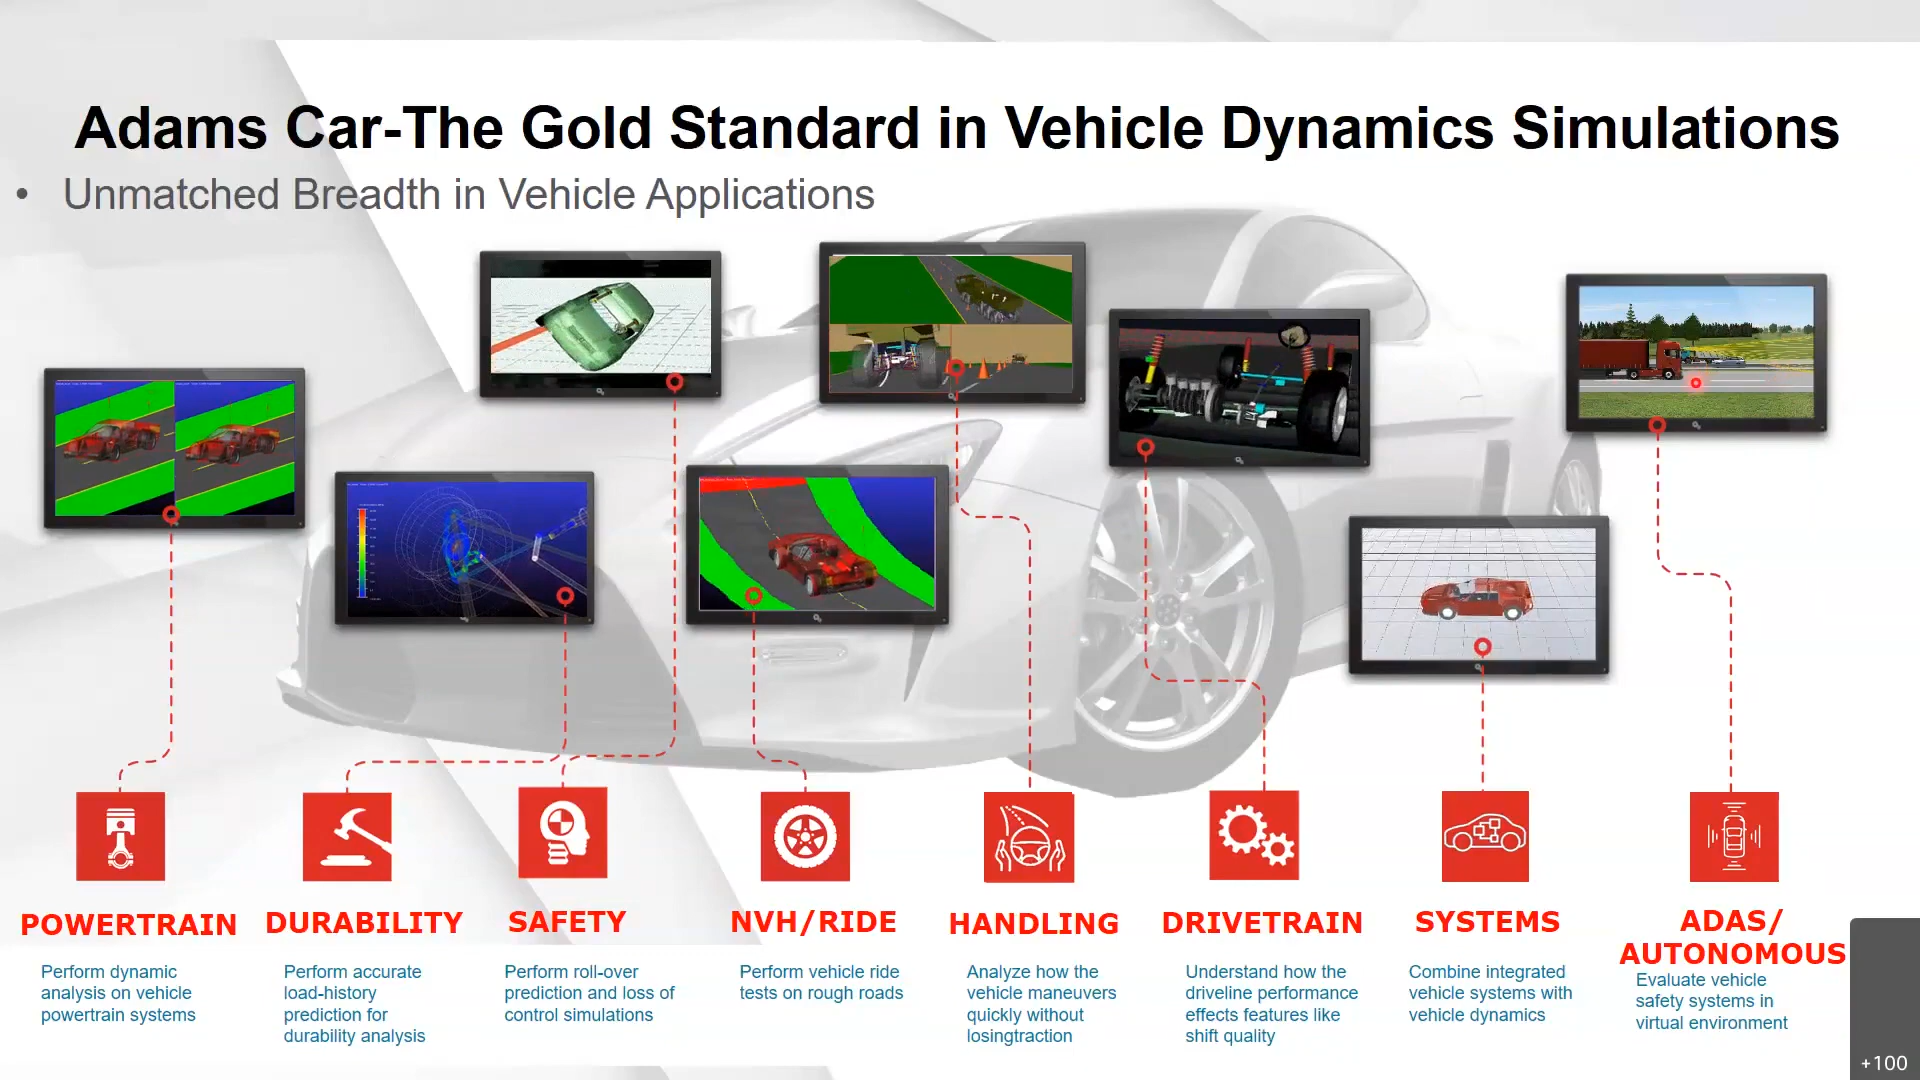 Adams Car-The Gold Standard in Vehicle Dynamics Simulations
• Unmatched Breadth in Vehicle Applications
POWERTRAIN
Perform dynamic
analysis on vehicle
powertrain systems
DURABILITY
Perform accurate
load-history
prediction for
durability analysis
SAFETY
Perform roll-over
prediction and loss of
control simulations
NVH/RIDE
Perform vehicle ride
tests on rough roads
HANDLING
Analyze how the
vehicle maneuvers
quickly without
losingtraction
DRIVETRAIN
Understand how the
driveline performance
effects features like
shift quality
SYSTEMS
Combine integrated
vehicle systems with
vehicle dynamics
ADAS/
AUTONOMOUS
Evaluate vehicle
safety systems in
virtual environment
+100